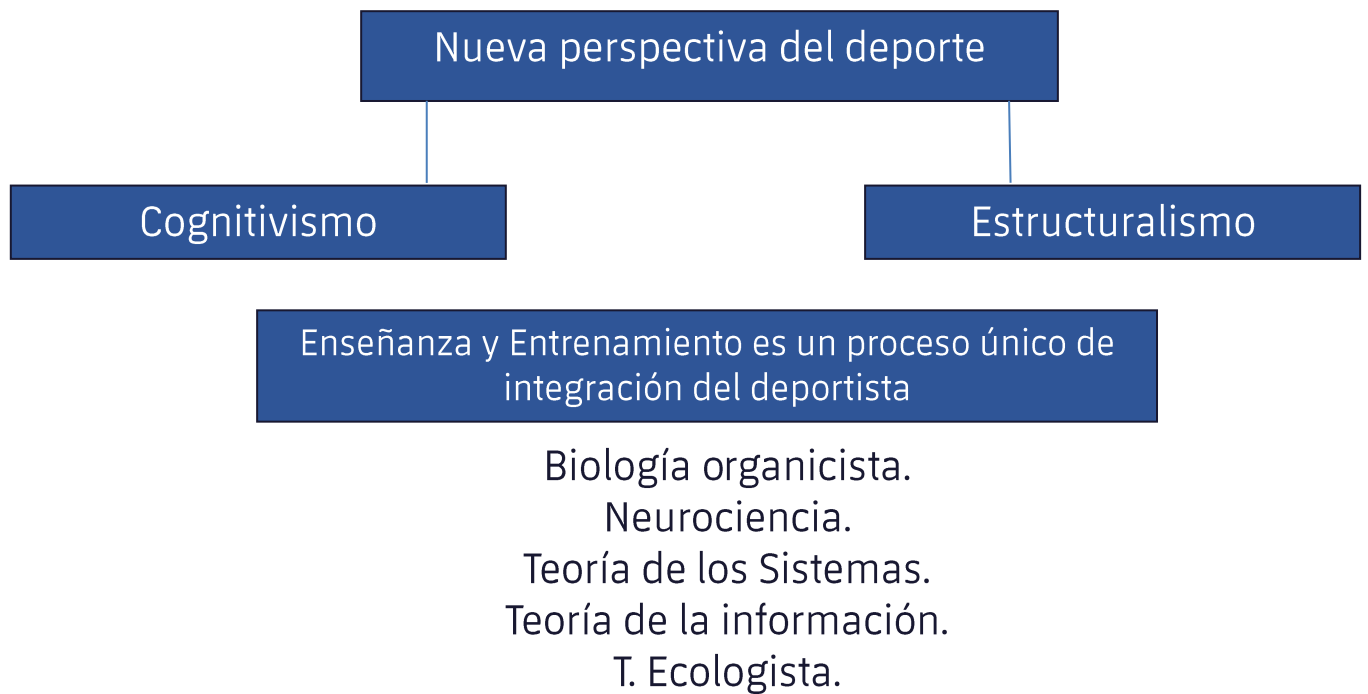 Nueva perspectiva del deporte
Cognitivismo
Estructuralismo
Enseñanza y Entrenamiento es un proceso único de
integración del deportista
Biología organicista.
Neurociencia.
Teoría de los Sistemas.
Teoría de la información.
T. Ecologista.